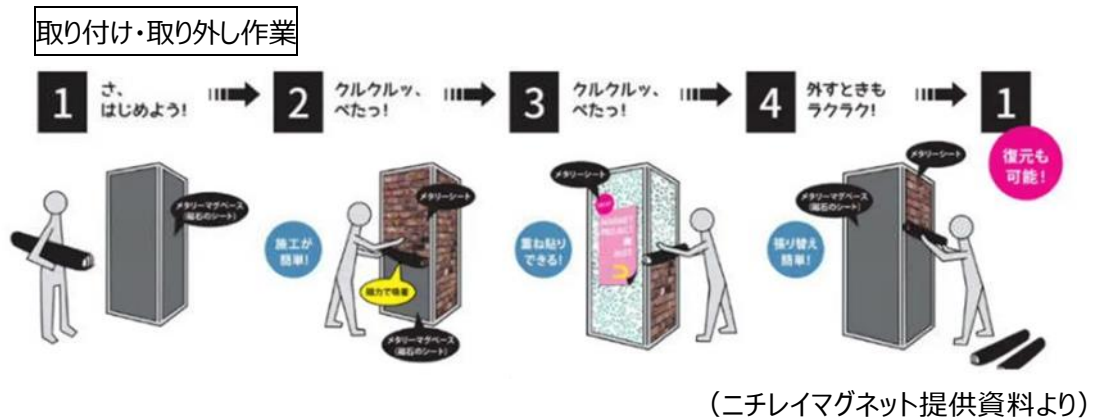 取り付け・取り外し作業
1
さ、
はじめよう!
2
クルクルッ、
ぺたっ!
3
クルクルッ、
ぺたっ!
4
外すときも
ラクラク!
1
復元も
可能!
メタリーマグベース
(磁石のシート)
施工が
簡単!
メタリーシート
磁力で吸着
メタリーマグベース
(磁石のシート)
重ね貼り
できる!
メタリーシート
張り替え
簡単!
メタリーマグベース
(磁石のシート)
メタリーシート
(ニチレイマグネット提供資料より)